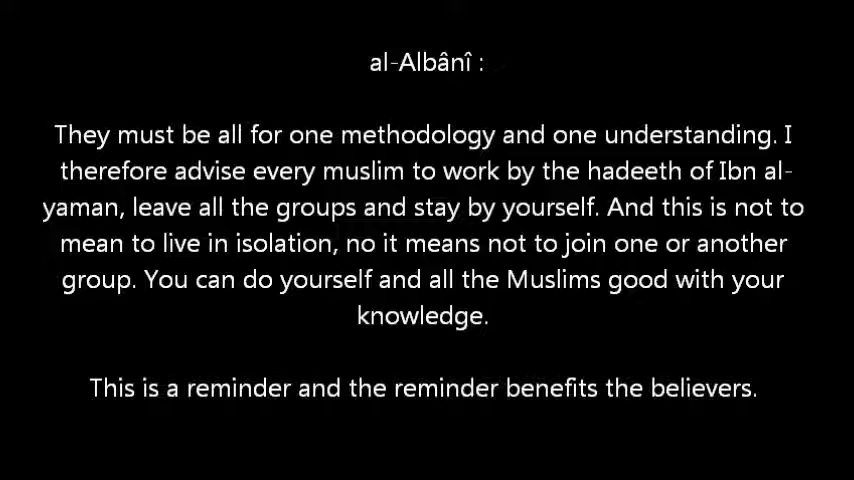 al-Albânî :
They must be all for one methodology and one understanding. I
therefore advise every muslim to work by the hadeeth of Ibn al-
yaman, leave all the groups and stay by yourself. And this is not to
mean to live in isolation, no it means not to join one or another
group. You can do yourself and all the Muslims good with your
knowledge.
This is a reminder and the reminder benefits the believers.